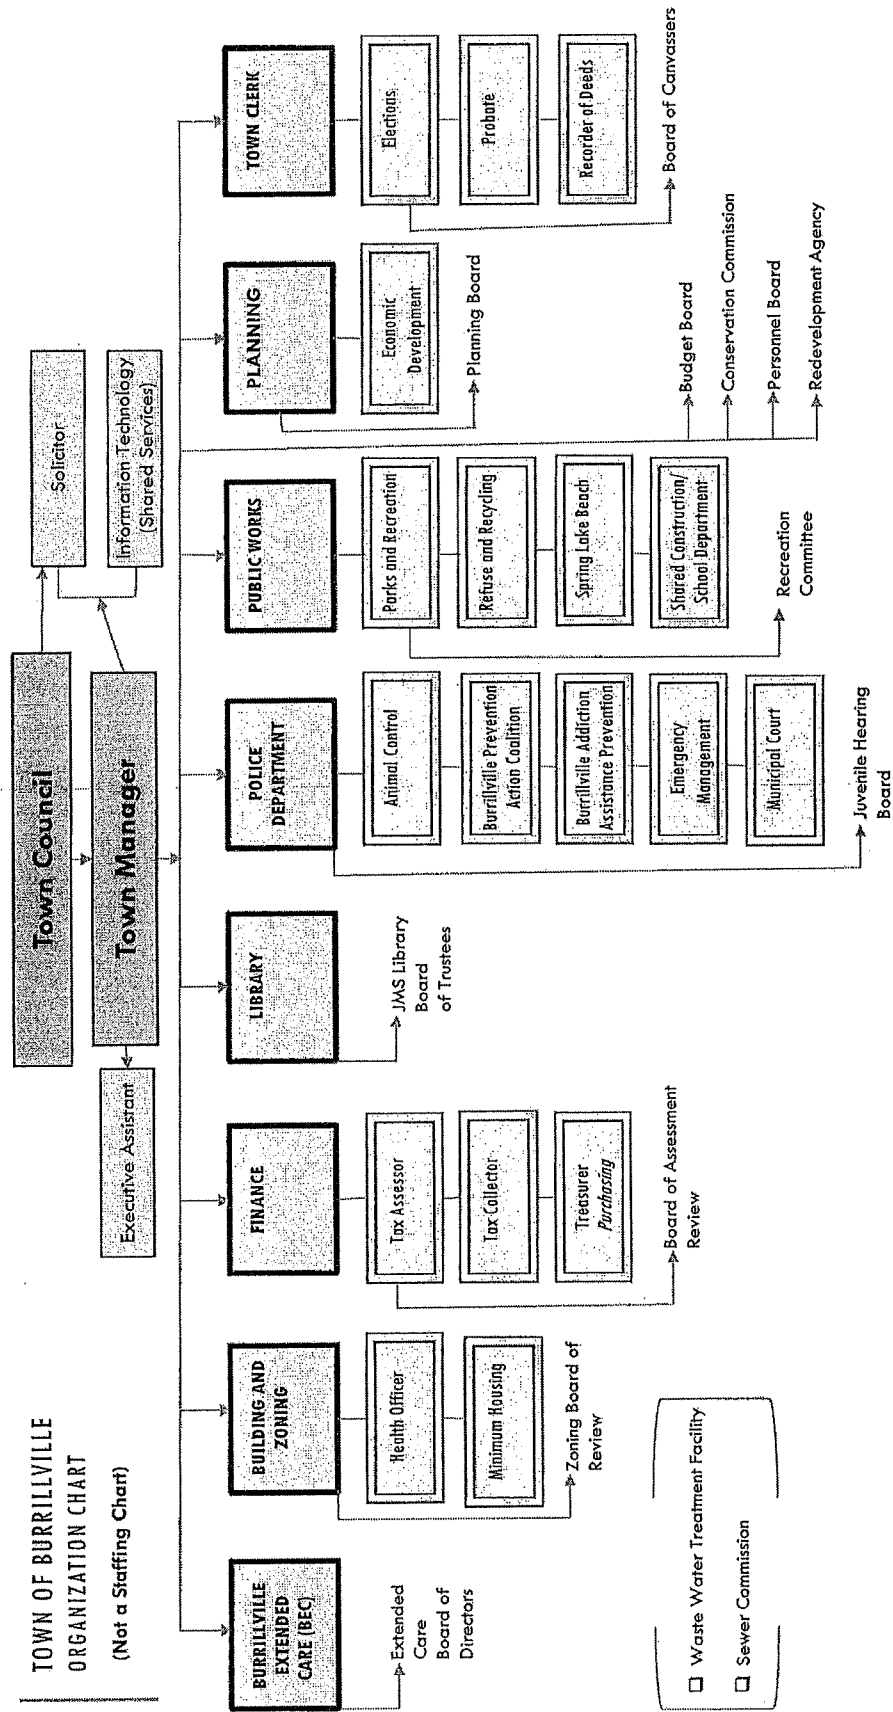 TOWN OF BURRILLVILLE
ORGANIZATION CHART
(Not a Staffing Chart)
Town Council
Town Manager
Executive Assistant
Solicitor
Information Technology
(Shared Services)
BURRILLVILLE
EXTENDED
CARE (BEC)
Extended
Care
Board of
Directors
BUILDING AND
ZONING
Health Officer
Minimum Housing
Zoning Board of
Review
FINANCE
Tax Assessor
Tax Collector
Treasurer
Purchasing
Board of Assessment
Review
LIBRARY
JMS Library
Board
of Trustees
POLICE
DEPARTMENT
Animal Control
Burrillville Prevention
Action Coalition
Burrillville Addiction
Assistance Prevention
Emergency
Management
Municipal Court
Juvenile Hearing
Board
PUBLIC WORKS
Parks and Recreation
Refuse and Recycling
Spring Lake Beach
Shared Construction/
School Department
Recreation
Committee
Budget Board
Conservation Commission
Personnel Board
Redevelopment Agency
PLANNING
Economic
Development
Planning Board
TOWN CLERK
Elections
Probate
Recorder of Deeds
Board of Canvassers
❑ Waste Water Treatment Facility
❑ Sewer Commission